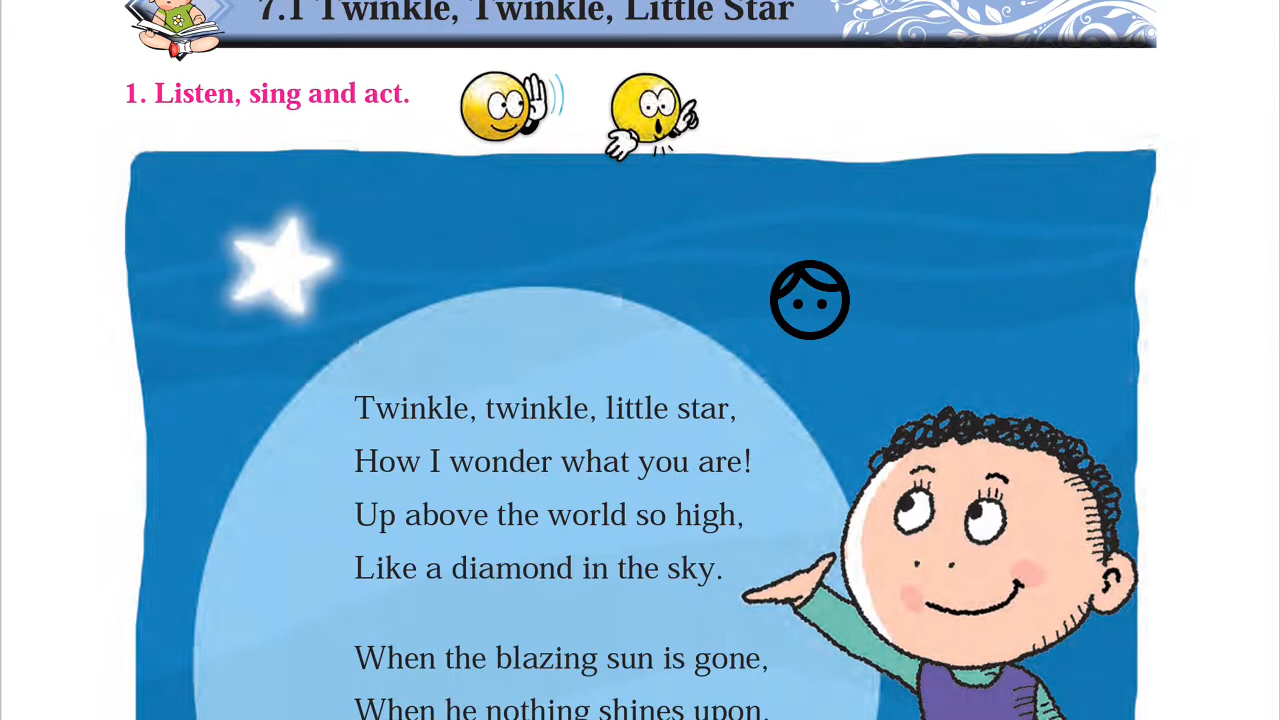 7.1 Twinkle, Twinkle, Little Star
1. Listen, sing and act.
Twinkle, twinkle, little star,
How I wonder what you are!
Up above the world so high,
Like a diamond in the sky.
When the blazing sun is gone,
When he nothing shines upon,